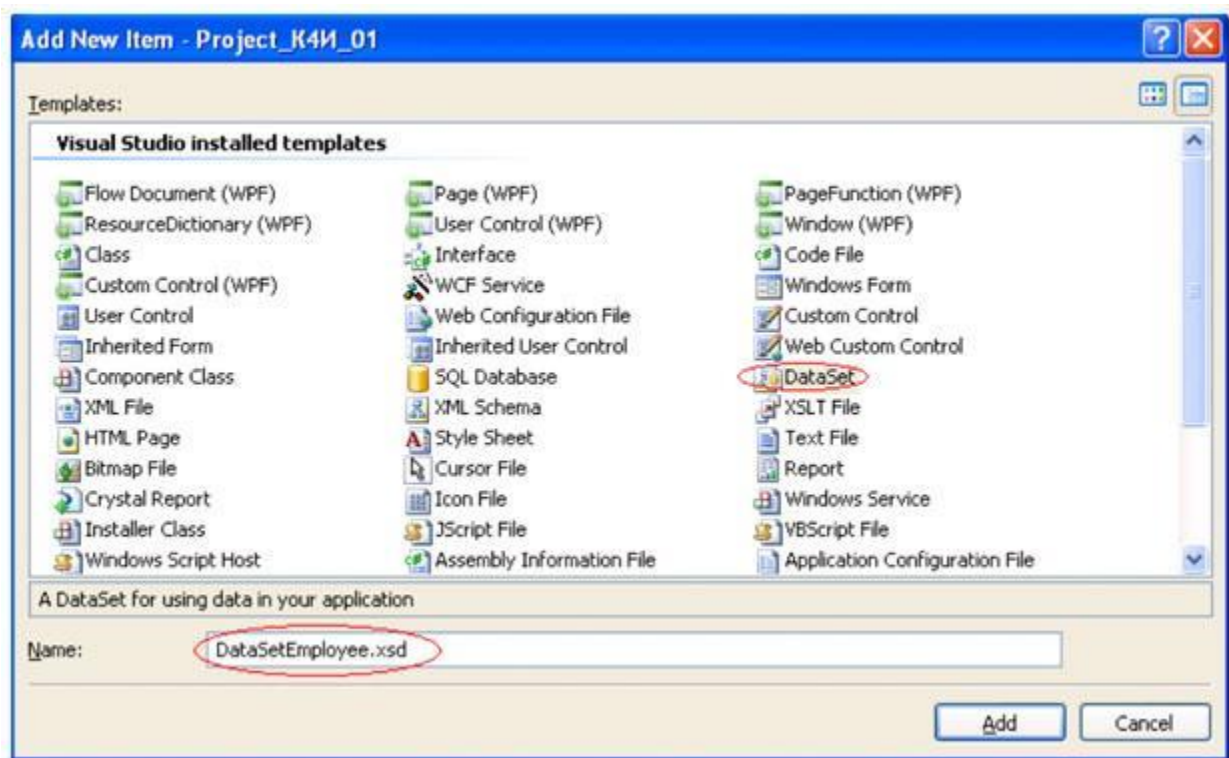 Add New Item - Project_К4И_01
Templates:
Visual Studio installed templates
Flow Document (WPF) Page (WPF) PageFunction (WPF)
ResourceDictionary (WPF) User Control (WPF) Window (WPF)
Class Interface Code File
Custom Control (WPF) WCF Service Windows Form
User Control Web Configuration File Custom Control
Inherited Form Inherited User Control Web Custom Control
Component Class SQL Database DataSet
XML File XML Schema XSLT File
HTML Page Style Sheet Text File
Bitmap File Cursor File Report
Crystal Report Icon File Windows Service
Installer Class JScript File VBScript File
Windows Script Host Assembly Information File Application Configuration File
A DataSet for using data in your application
Name: DataSetEmployee.xsd
Add Cancel